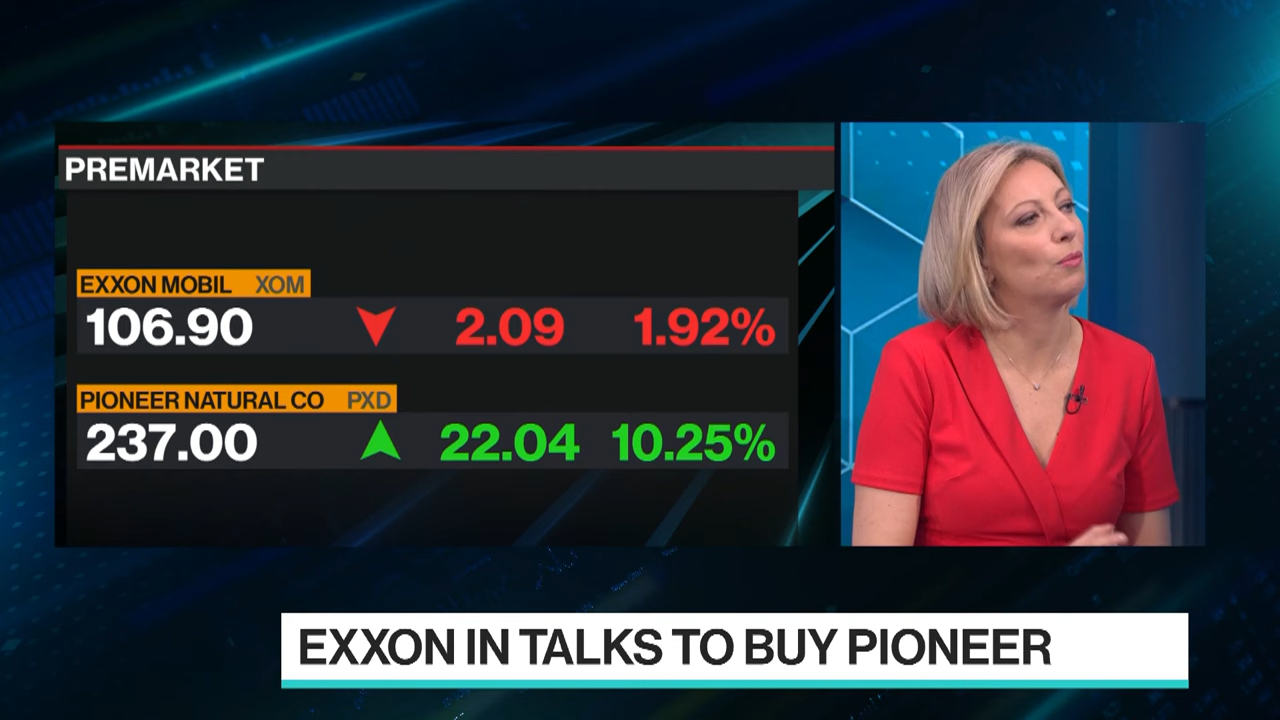 PREMARKET
EXXON MOBIL XOM
106.90 ▼ 2.09 1.92%
PIONEER NATURAL CO PXD
237.00 ▲ 22.04 10.25%
EXXON IN TALKS TO BUY PIONEER